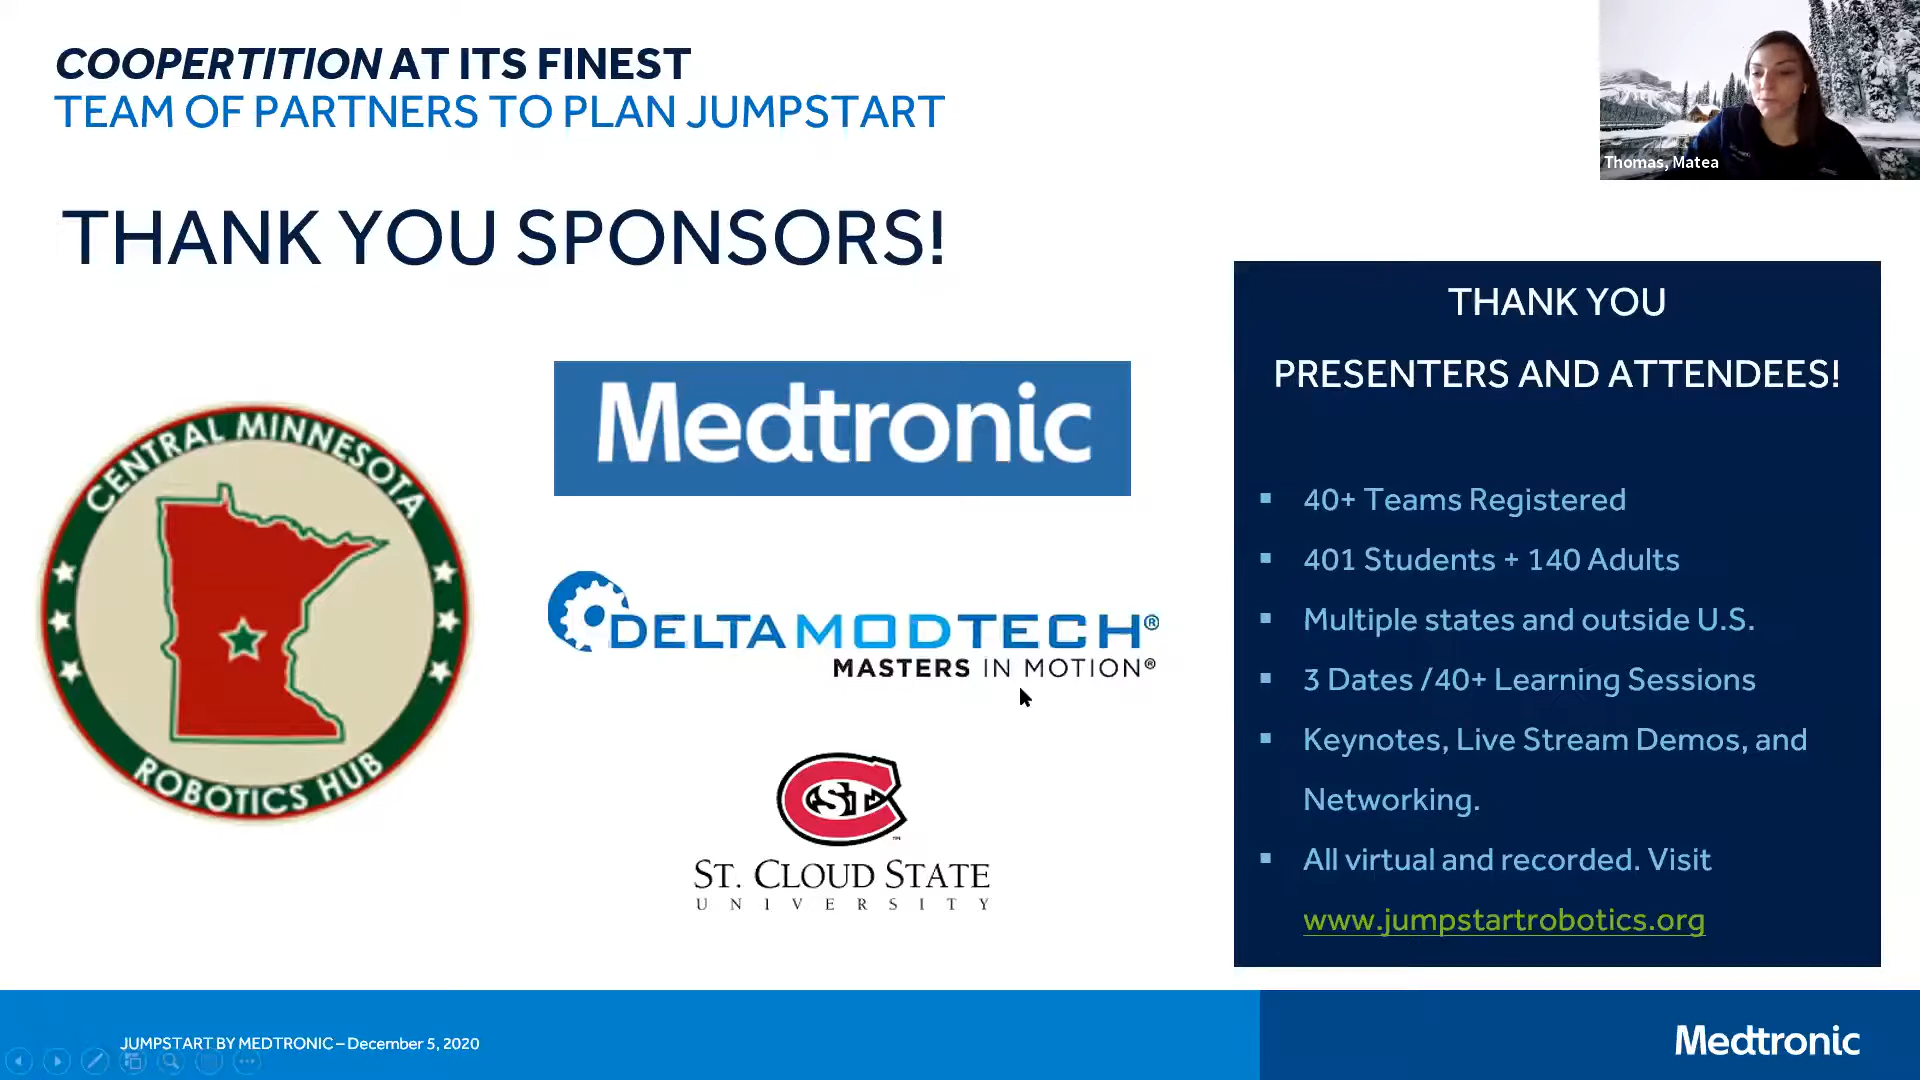 COOPERTITION AT ITS FINEST
TEAM OF PARTNERS TO PLAN JUMPSTART
Thomas, Matea
THANK YOU SPONSORS!
CENTRAL MINNESOTA
ROBOTICS HUB
Medtronic
DELTAMODTECH®
MASTERS IN MOTION®
STC™
ST. CLOUD STATE
UNIVERSITY
THANK YOU
PRESENTERS AND ATTENDEES!
▪ 40+ Teams Registered
▪ 401 Students + 140 Adults
▪ Multiple states and outside U.S.
▪ 3 Dates /40+ Learning Sessions
▪ Keynotes, Live Stream Demos, and
Networking.
▪ All virtual and recorded. Visit
www.jumpstartrobotics.org
JUMPSTART BY MEDTRONIC – December 5, 2020
Medtronic